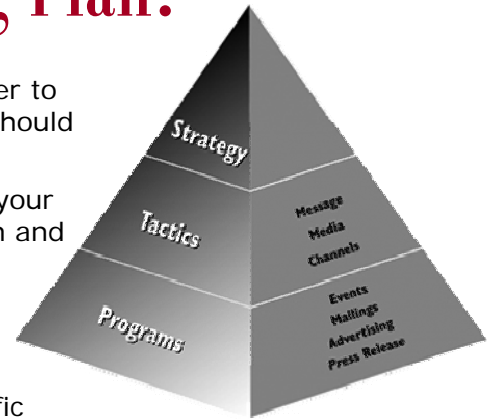 , Plan?
er to
hould
your
n and
fic
Strategy
Tactics
Programs
Message
Media
Channels
Events
Mailings
Advertising
Press Release